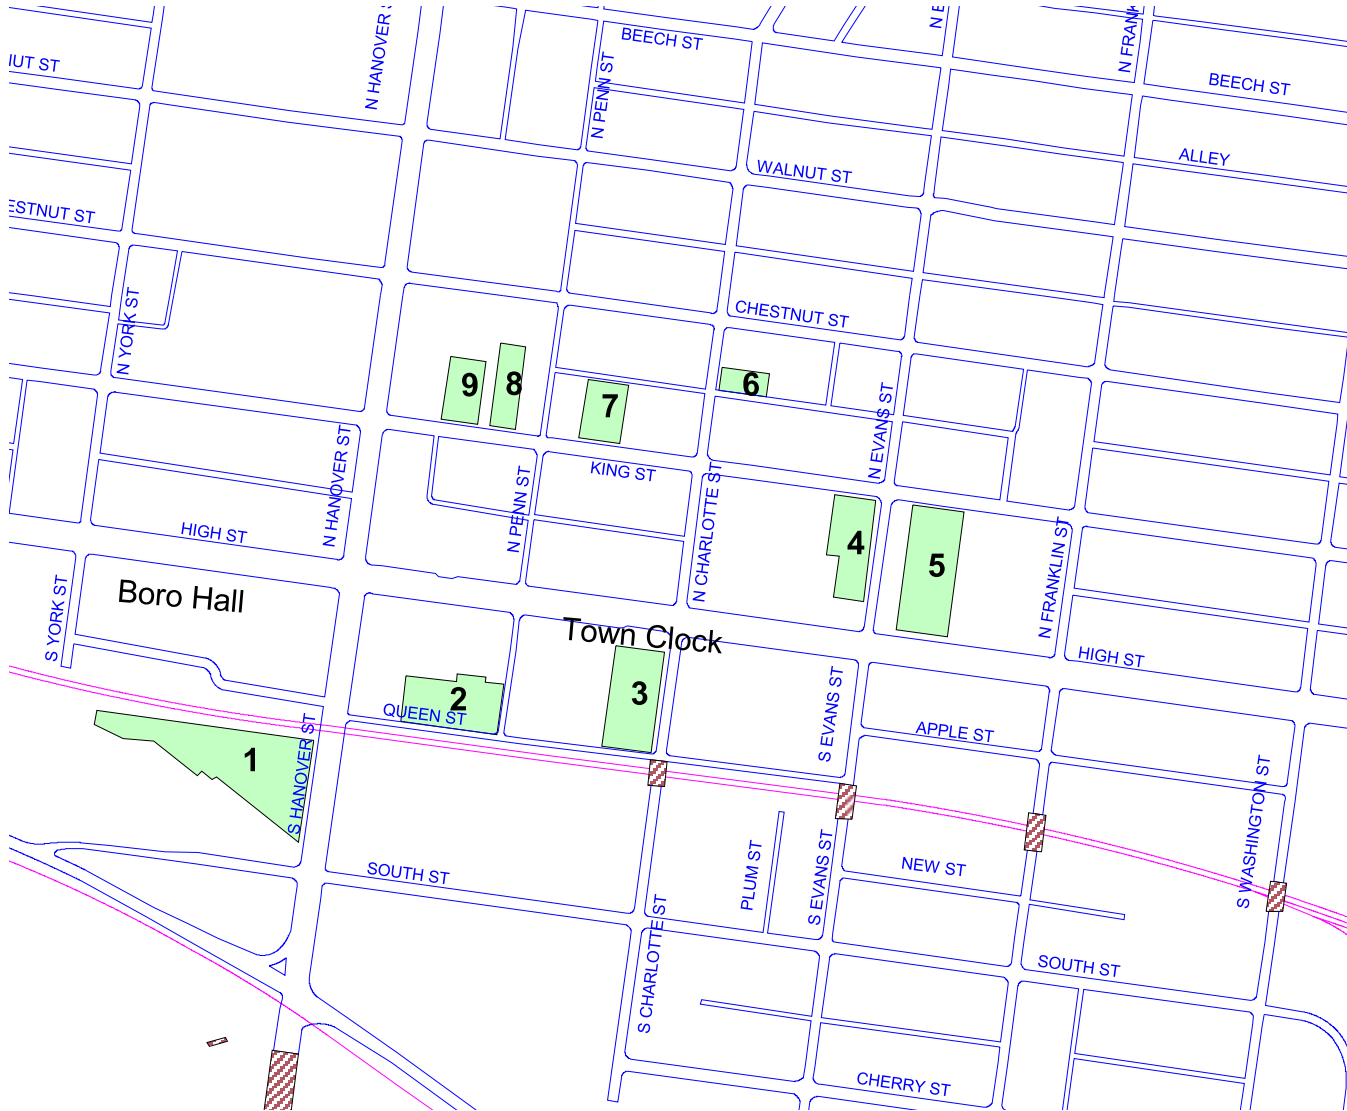 N HANOVER S
N E
N FRANK
BEECH ST
UT ST
N PENN ST
BEECH ST
ALLEY
WALNUT ST
ESTNUT ST
N YORK ST
CHESTNUT ST
9
8
7
6
N EVANS ST
N HANOVER ST
KING ST
N PENN ST
N CHARLOTTE ST
HIGH ST
4
5
N FRANKLIN ST
S YORK ST
Boro Hall
Town Clock
HIGH ST
2
QUEEN ST
3
S EVANS ST
APPLE ST
1
S HANOVER ST
S WASHINGTON ST
SOUTH ST
PLUM ST
S EVANS ST
NEW ST
S CHARLOTTE ST
SOUTH ST
CHERRY ST